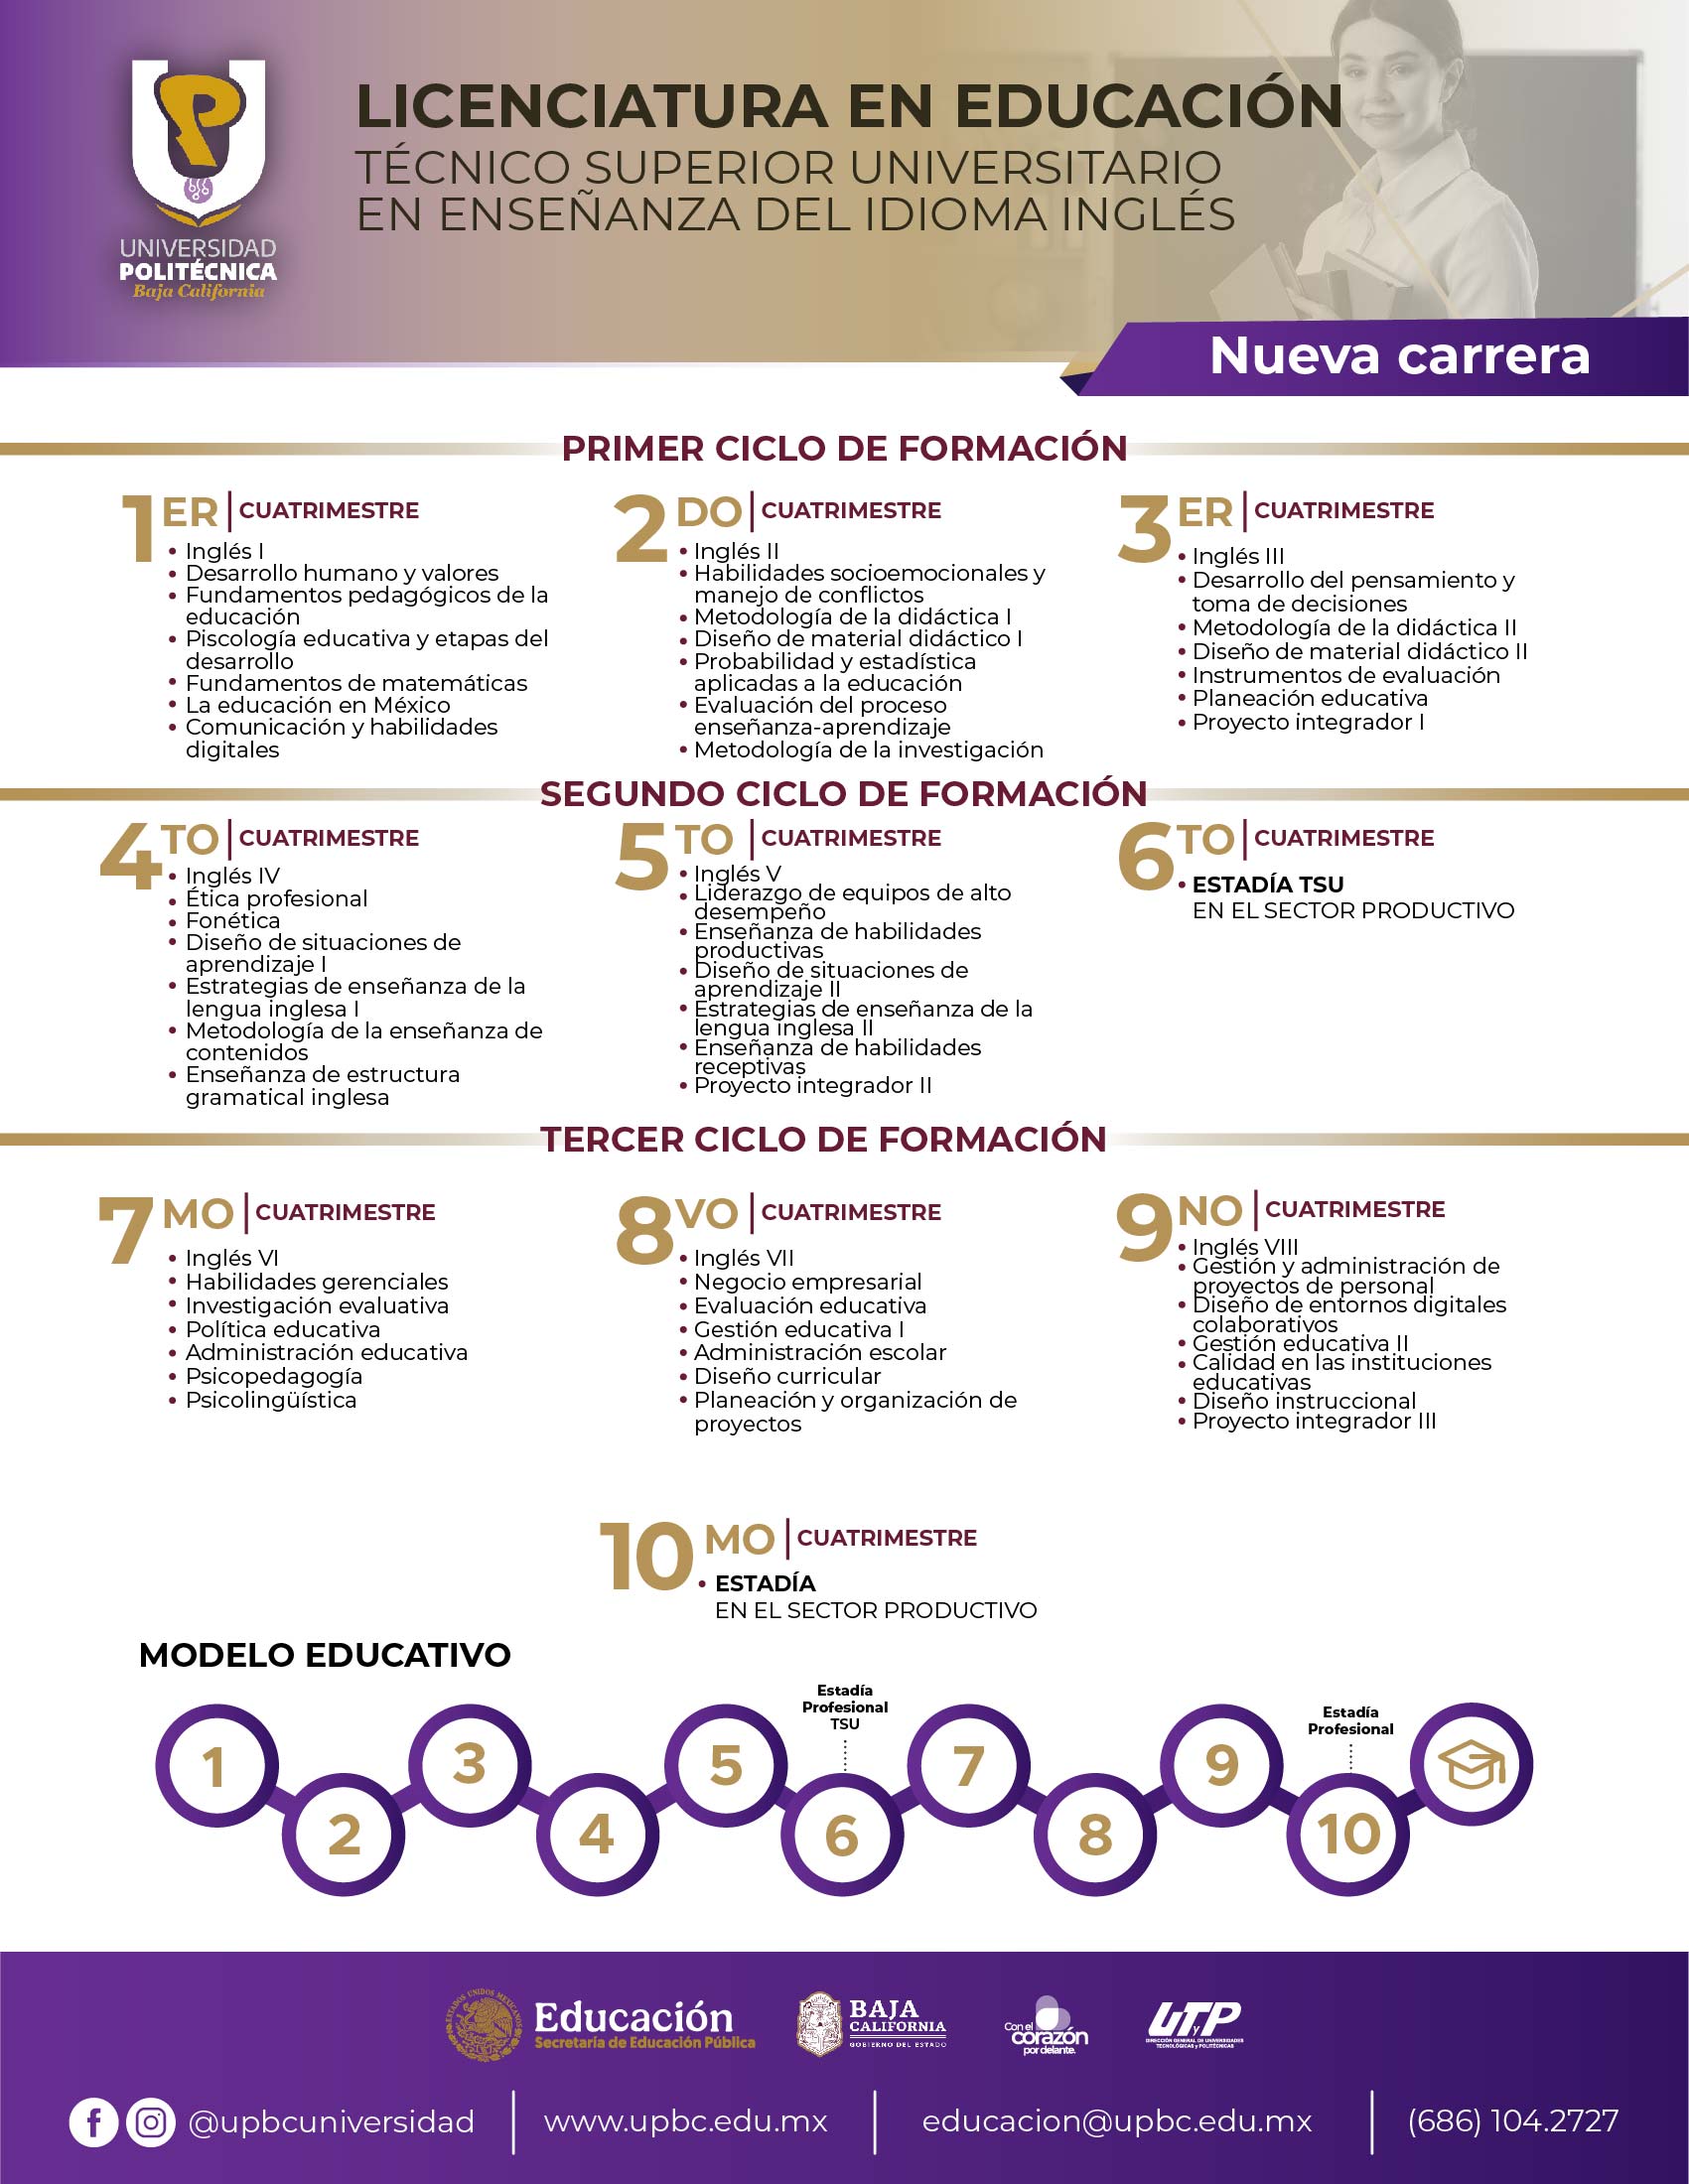 LICENCIATURA EN EDUCACIÓN
TÉCNICO SUPERIOR UNIVERSITARIO
EN ENSEÑANZA DEL IDIOMA INGLÉS
UNIVERSIDAD
POLITÉCNICA
Baja California
Nueva carrera
PRIMER CICLO DE FORMACIÓN
1ER | CUATRIMESTRE
• Inglés I
• Desarrollo humano y valores
• Fundamentos pedagógicos de la
educación
• Piscología educativa y etapas del
desarrollo
• Fundamentos de matemáticas
• La educación en México
• Comunicación y habilidades
digitales
2DO | CUATRIMESTRE
• Inglés II
• Habilidades socioemocionales y
manejo de conflictos
• Metodología de la didáctica I
• Diseño de material didáctico I
• Probabilidad y estadística
aplicadas a la educación
• Evaluación del proceso
enseñanza-aprendizaje
• Metodología de la investigación
3ER | CUATRIMESTRE
• Inglés III
• Desarrollo del pensamiento y
toma de decisiones
• Metodología de la didáctica II
• Diseño de material didáctico II
• Instrumentos de evaluación
• Planeación educativa
• Proyecto integrador I
SEGUNDO CICLO DE FORMACIÓN
4TO | CUATRIMESTRE
• Inglés IV
• Ética profesional
• Fonética
• Diseño de situaciones de
aprendizaje I
• Estrategias de enseñanza de la
lengua inglesa I
• Metodología de la enseñanza de
contenidos
• Enseñanza de estructura
gramatical inglesa
5TO | CUATRIMESTRE
• Inglés V
• Liderazgo de equipos de alto
desempeño
• Enseñanza de habilidades
productivas
• Diseño de situaciones de
aprendizaje II
• Estrategias de enseñanza de la
lengua inglesa II
• Enseñanza de habilidades
receptivas
• Proyecto integrador II
6TO | CUATRIMESTRE
• ESTADÍA TSU
EN EL SECTOR PRODUCTIVO
TERCER CICLO DE FORMACIÓN
7MO | CUATRIMESTRE
• Inglés VI
• Habilidades gerenciales
• Investigación evaluativa
• Política educativa
• Administración educativa
• Psicopedagogía
• Psicolingüística
8VO | CUATRIMESTRE
• Inglés VII
• Negocio empresarial
• Evaluación educativa
• Gestión educativa I
• Administración escolar
• Diseño curricular
• Planeación y organización de
proyectos
9NO | CUATRIMESTRE
• Inglés VIII
• Gestión y administración de
proyectos de personal
• Diseño de entornos digitales
colaborativos
• Gestión educativa II
• Calidad en las instituciones
educativas
• Diseño instruccional
• Proyecto integrador III
10MO | CUATRIMESTRE
• ESTADÍA
EN EL SECTOR PRODUCTIVO
MODELO EDUCATIVO
1
2
3
4
5
Estadía
Profesional
TSU
6
7
8
9
Estadía
Profesional
10
ESTADOS UNIDOS MEXICANOS
Educación
Secretaría de Educación Pública
BAJA
CALIFORNIA
GOBIERNO DEL ESTADO
Con el
corazón
por delante.
UTyP
DIRECCIÓN GENERAL DE UNIVERSIDADES
TECNOLÓGICAS y POLITÉCNICAS
@upbcuniversidad
www.upbc.edu.mx
educacion@upbc.edu.mx
(686) 104.2727